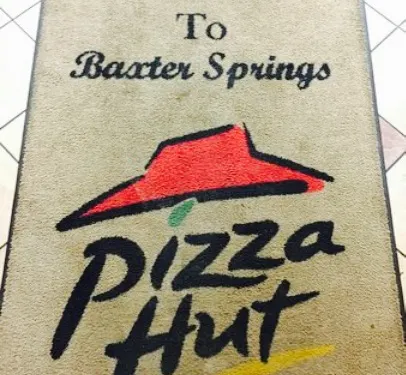 To
Baxter Springs
Pizza
Hut